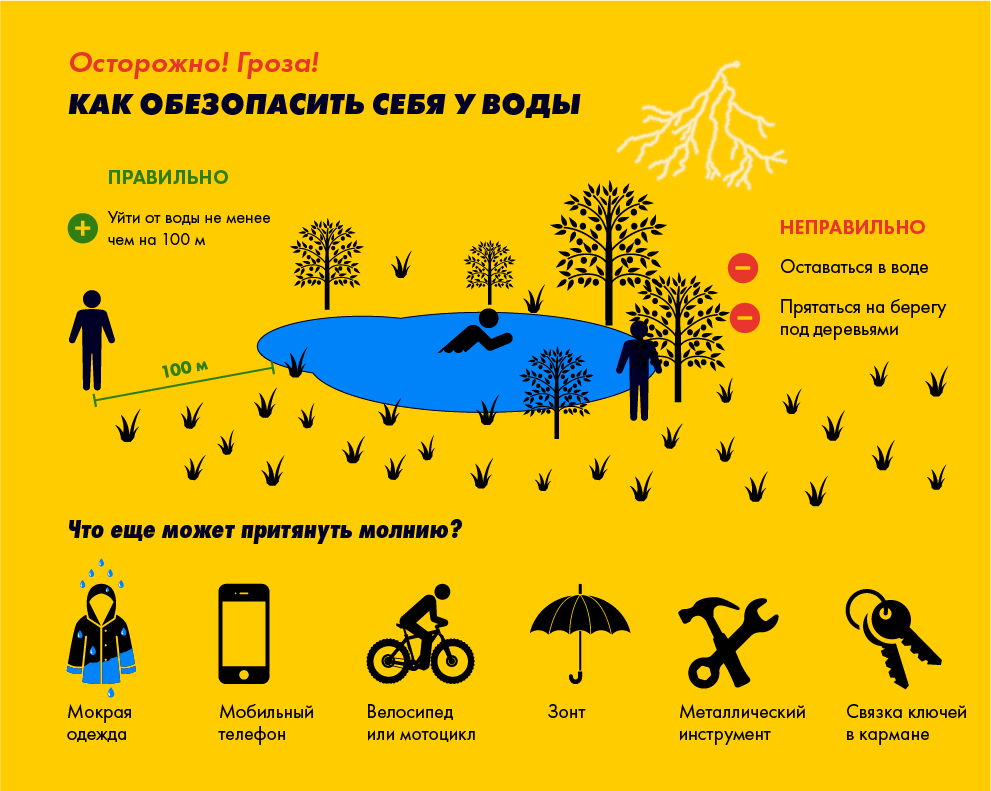 Осторожно! Гроза!
КАК ОБЕЗОПАСИТЬ СЕБЯ У ВОДЫ
ПРАВИЛЬНО
Уйти от воды не менее
чем на 100 м
НЕПРАВИЛЬНО
Оставаться в воде
Прятаться на берегу
под деревьями
100 м
Что еще может притянуть молнию?
Мокрая
одежда
Мобильный
телефон
Велосипед
или мотоцикл
Зонт
Металлический
инструмент
Связка ключей
в кармане